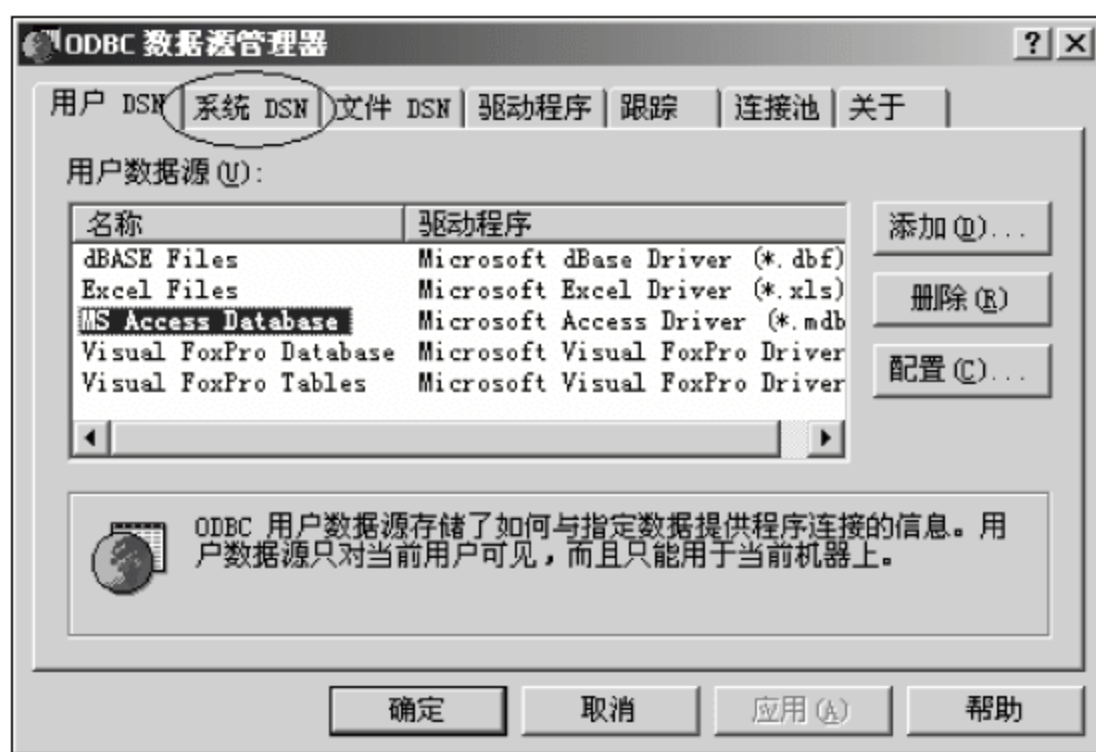 ODBC 数据源管理器
用户 DSN 系统 DSN 文件 DSN 驱动程序 跟踪 连接池 关于
用户数据源(U):
名称 驱动程序
dBASE Files Microsoft dBase Driver (*.dbf)
Excel Files Microsoft Excel Driver (*.xls)
MS Access Database Microsoft Access Driver (*.mdb
Visual FoxPro Database Microsoft Visual FoxPro Driver
Visual FoxPro Tables Microsoft Visual FoxPro Driver
添加(D)...
删除(R)
配置(C)...
ODBC 用户数据源存储了如何与指定数据提供程序连接的信息。用
户数据源只对当前用户可见，而且只能用于当前机器上。
确定 取消 应用(A) 帮助